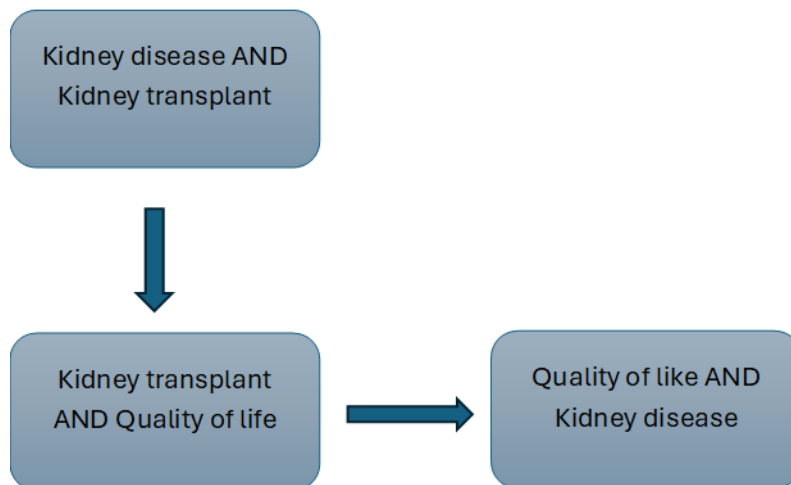 Kidney disease AND
Kidney transplant
Kidney transplant
AND Quality of life
Quality of like AND
Kidney disease